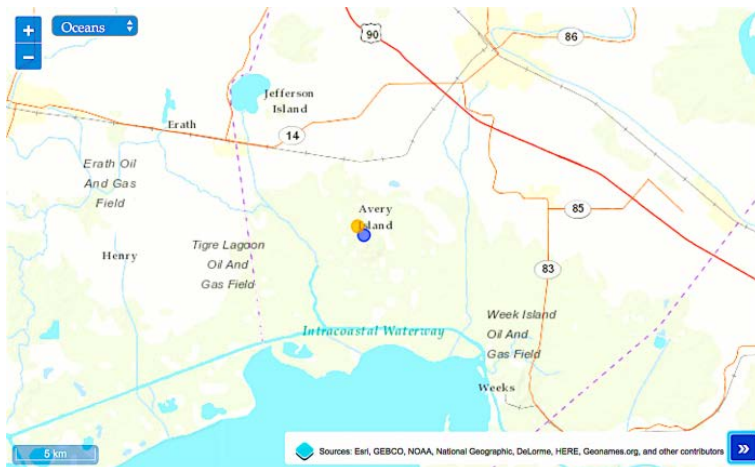 +
−
Oceans
90
86
Jefferson
Island
14
Erath
Erath Oil
And Gas
Field
Avery
Island
85
Tigre Lagoon
Oil And
Gas Field
Henry
83
Week Island
Oil And
Gas Field
Intracoastal Waterway
Weeks
5 km
Sources: Esri, GEBCO, NOAA, National Geographic, DeLorme, HERE, Geonames.org, and other contributors
»